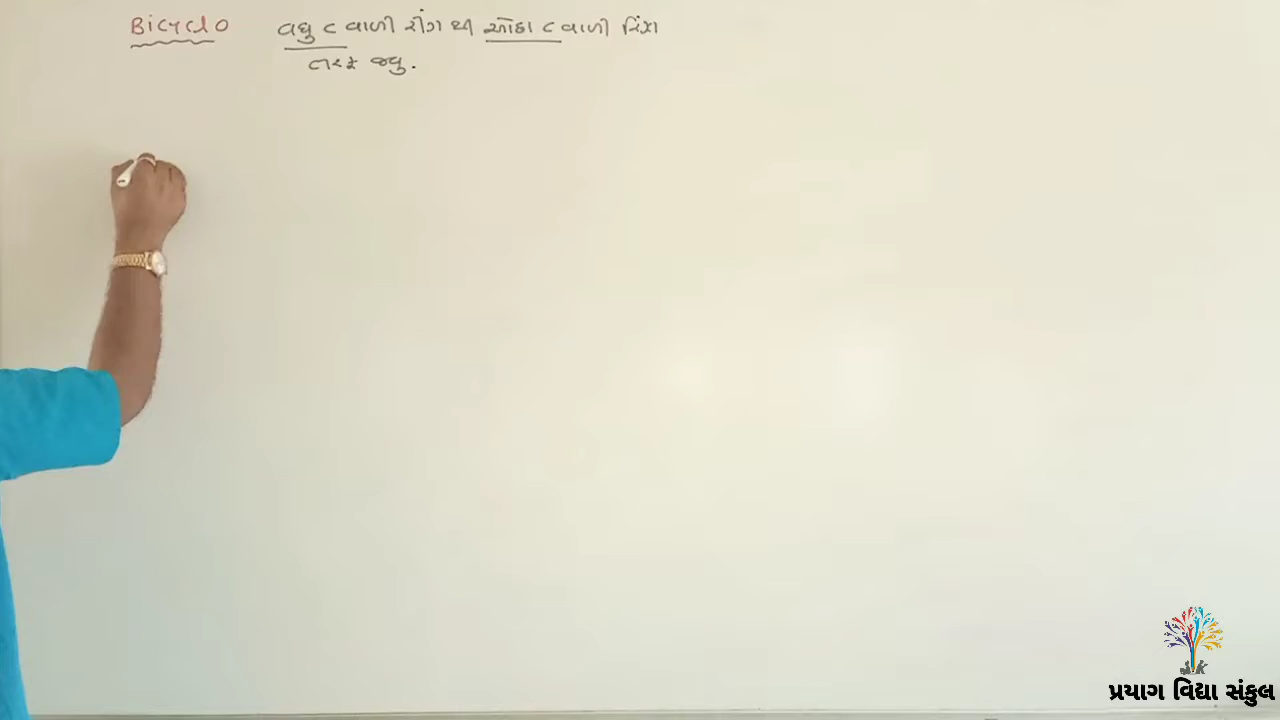 Bicyclo વધુ C વાળી રીંગ થી ઓછા C વાળી રિંગ
તરફ જવુ.
પ્રયાગ વિદ્યા સંકુલ